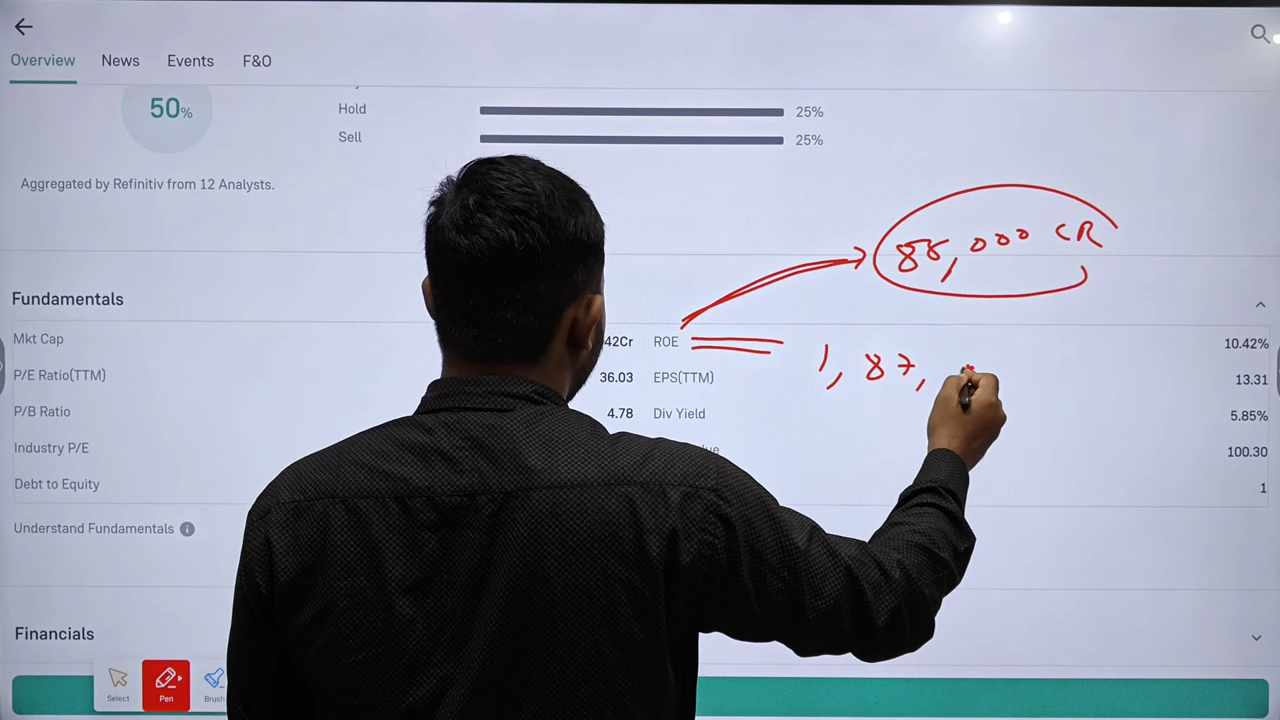 Overview News Events F&O
50%
Hold 25%
Sell 25%
Aggregated by Refinitiv from 12 Analysts.
88,000 CR
Fundamentals
Mkt Cap 42Cr ROE 10.42%
1,87,
P/E Ratio(TTM) 36.03 EPS(TTM) 13.31
P/B Ratio 4.78 Div Yield 5.85%
Industry P/E 100.30
Debt to Equity 1
Understand Fundamentals
Financials
Select Pen Brush